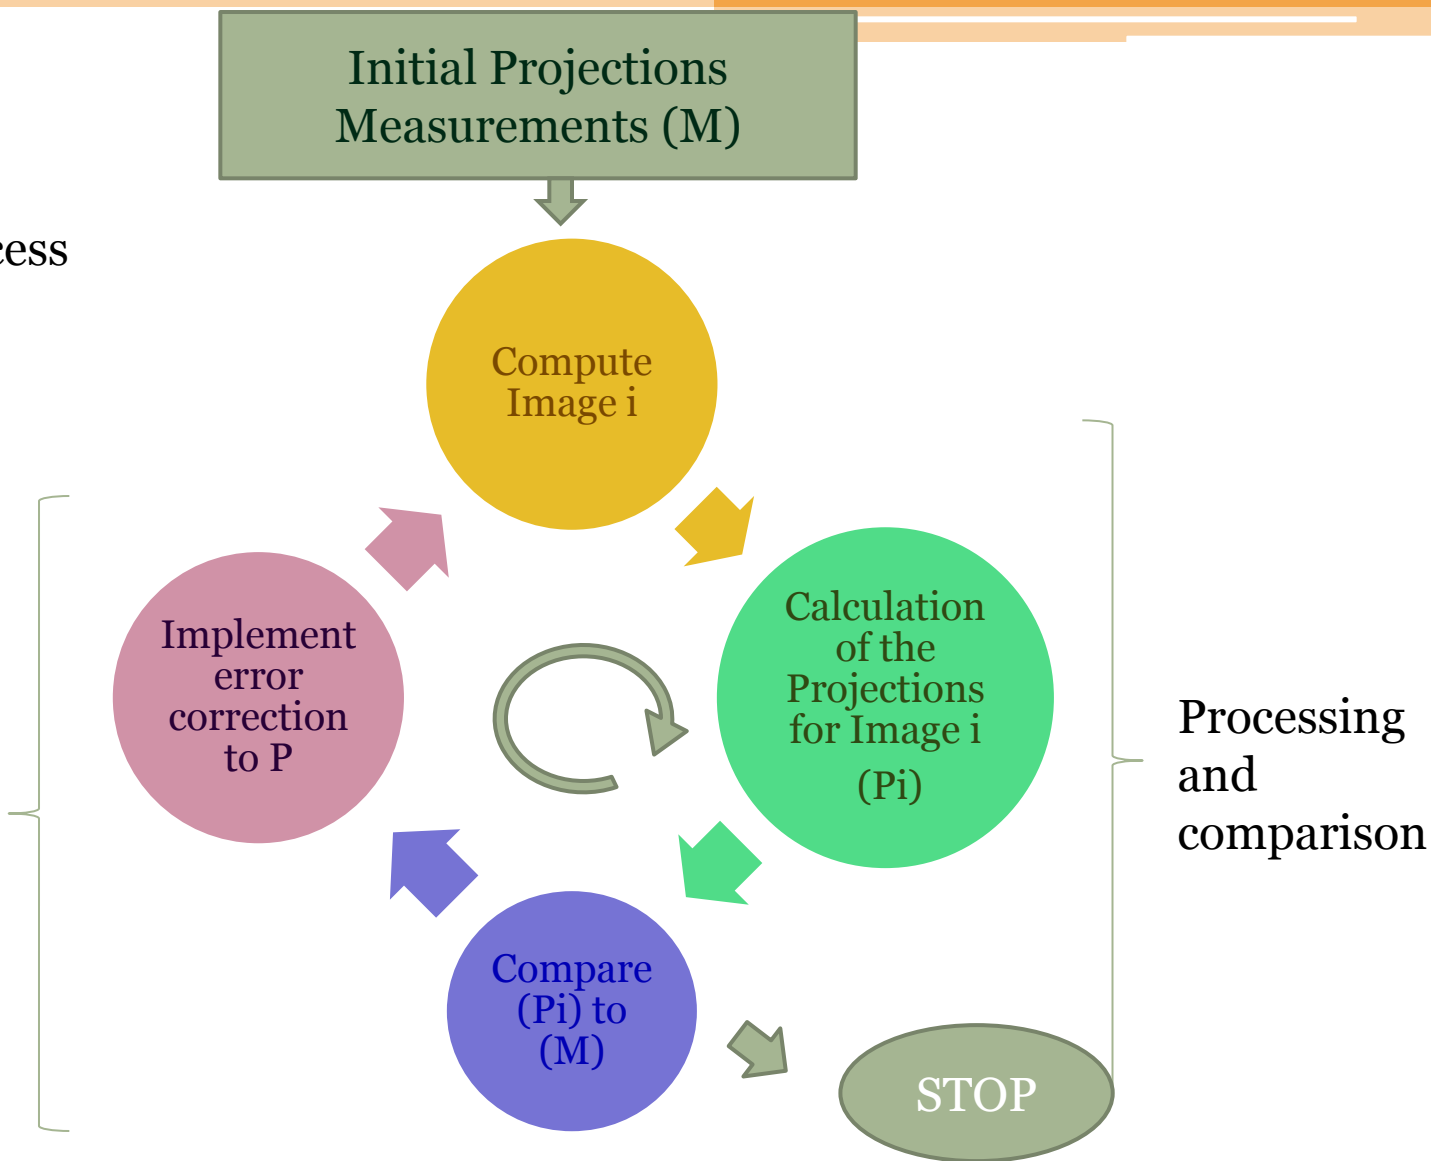 Initial Projections
Measurements (M)
cess
Compute
Image i
Calculation
of the
Projections
for Image i
(Pi)
Implement
error
correction
to P
Processing
and
comparison
Compare
(Pi) to
(M)
STOP